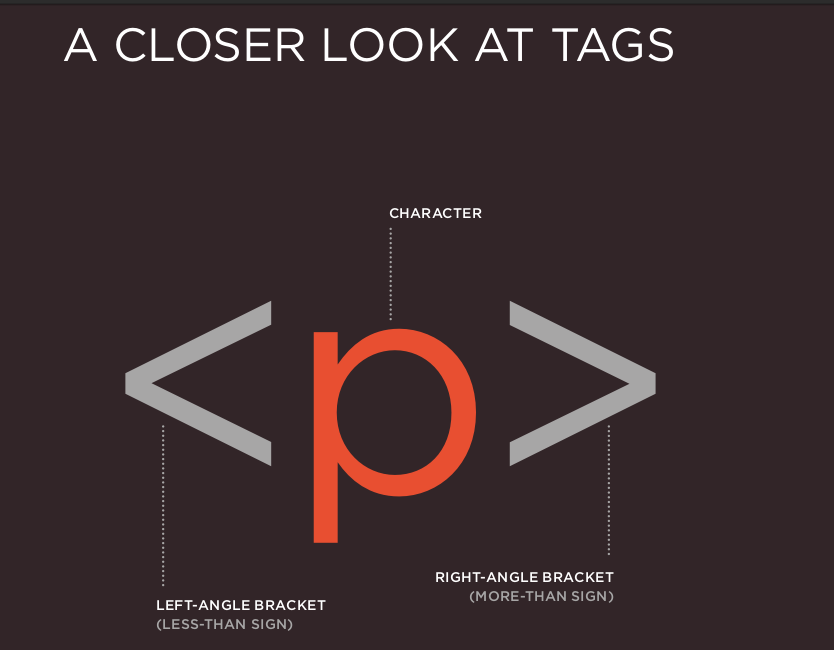 A CLOSER LOOK AT TAGS
CHARACTER
<p>
LEFT-ANGLE BRACKET
(LESS-THAN SIGN)
RIGHT-ANGLE BRACKET
(MORE-THAN SIGN)